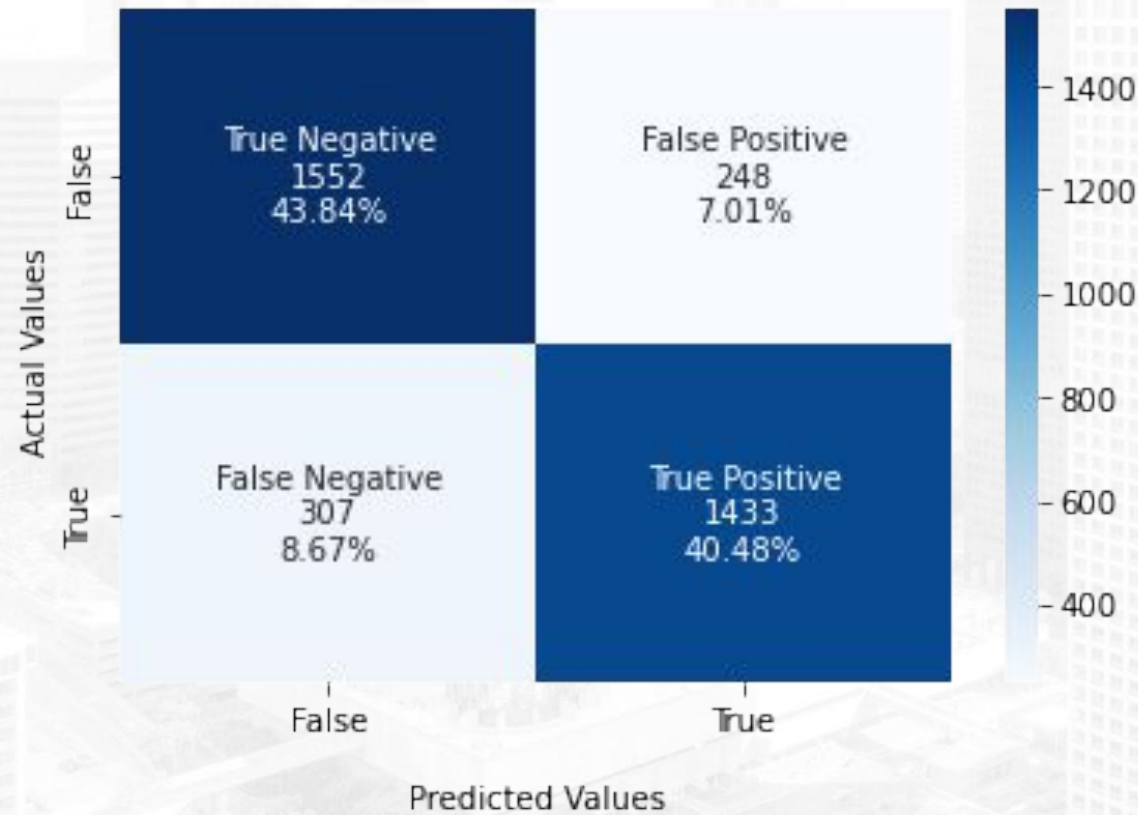 True Negative
1552
43.84%
False Positive
248
7.01%
False Negative
307
8.67%
True Positive
1433
40.48%
Actual Values
False
True
False
True
Predicted Values
1400
1200
1000
800
600
400